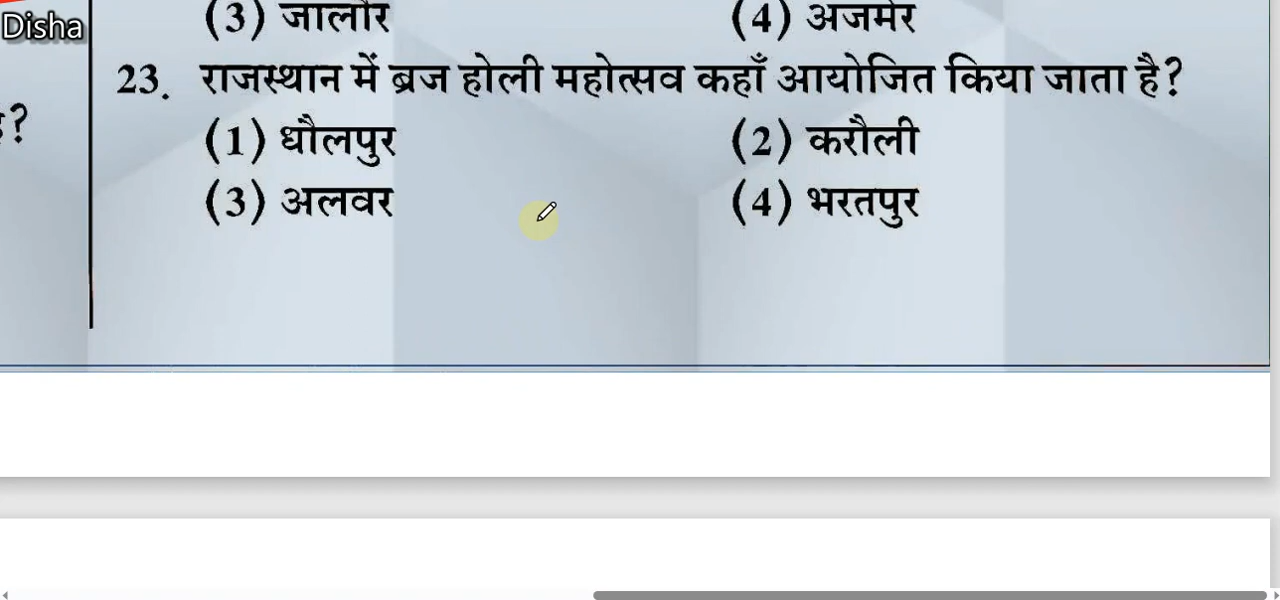 Disha
(3) जालौर (4) अजमेर
23. राजस्थान में ब्रज होली महोत्सव कहाँ आयोजित किया जाता है?
?
(1) धौलपुर (2) करौली
(3) अलवर (4) भरतपुर